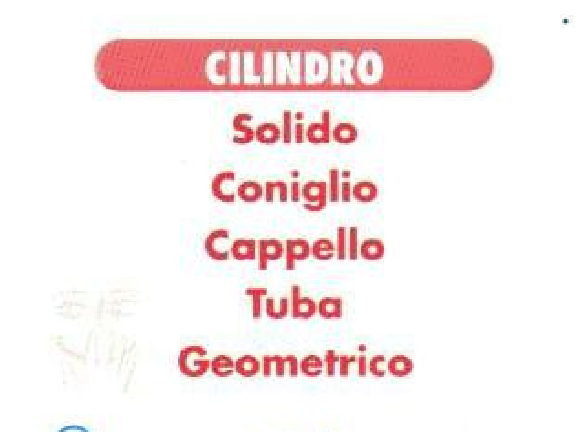 CILINDRO
Solido
Coniglio
Cappello
Tuba
Geometrico